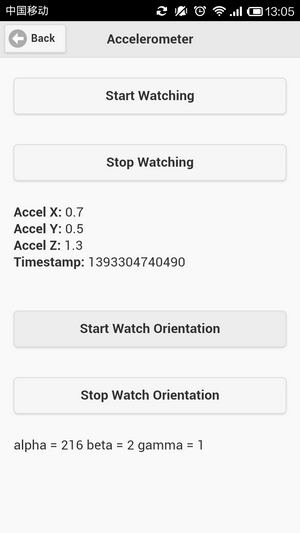 中国移动 13:05
Back Accelerometer
Start Watching
Stop Watching
Accel X: 0.7
Accel Y: 0.5
Accel Z: 1.3
Timestamp: 1393304740490
Start Watch Orientation
Stop Watch Orientation
alpha = 216 beta = 2 gamma = 1